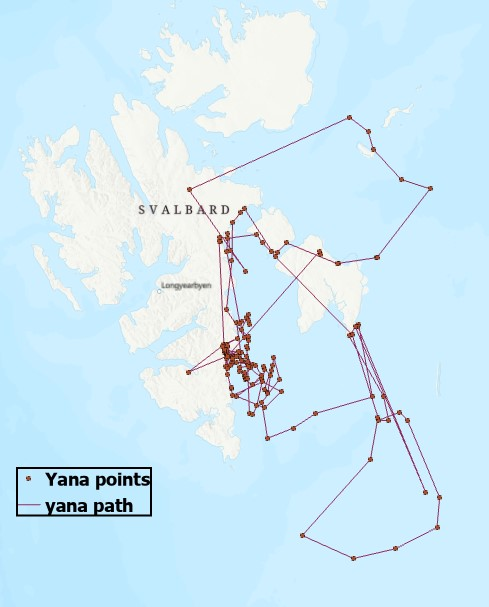 SVALBARD
Longyearbyen
Yana points
yana path